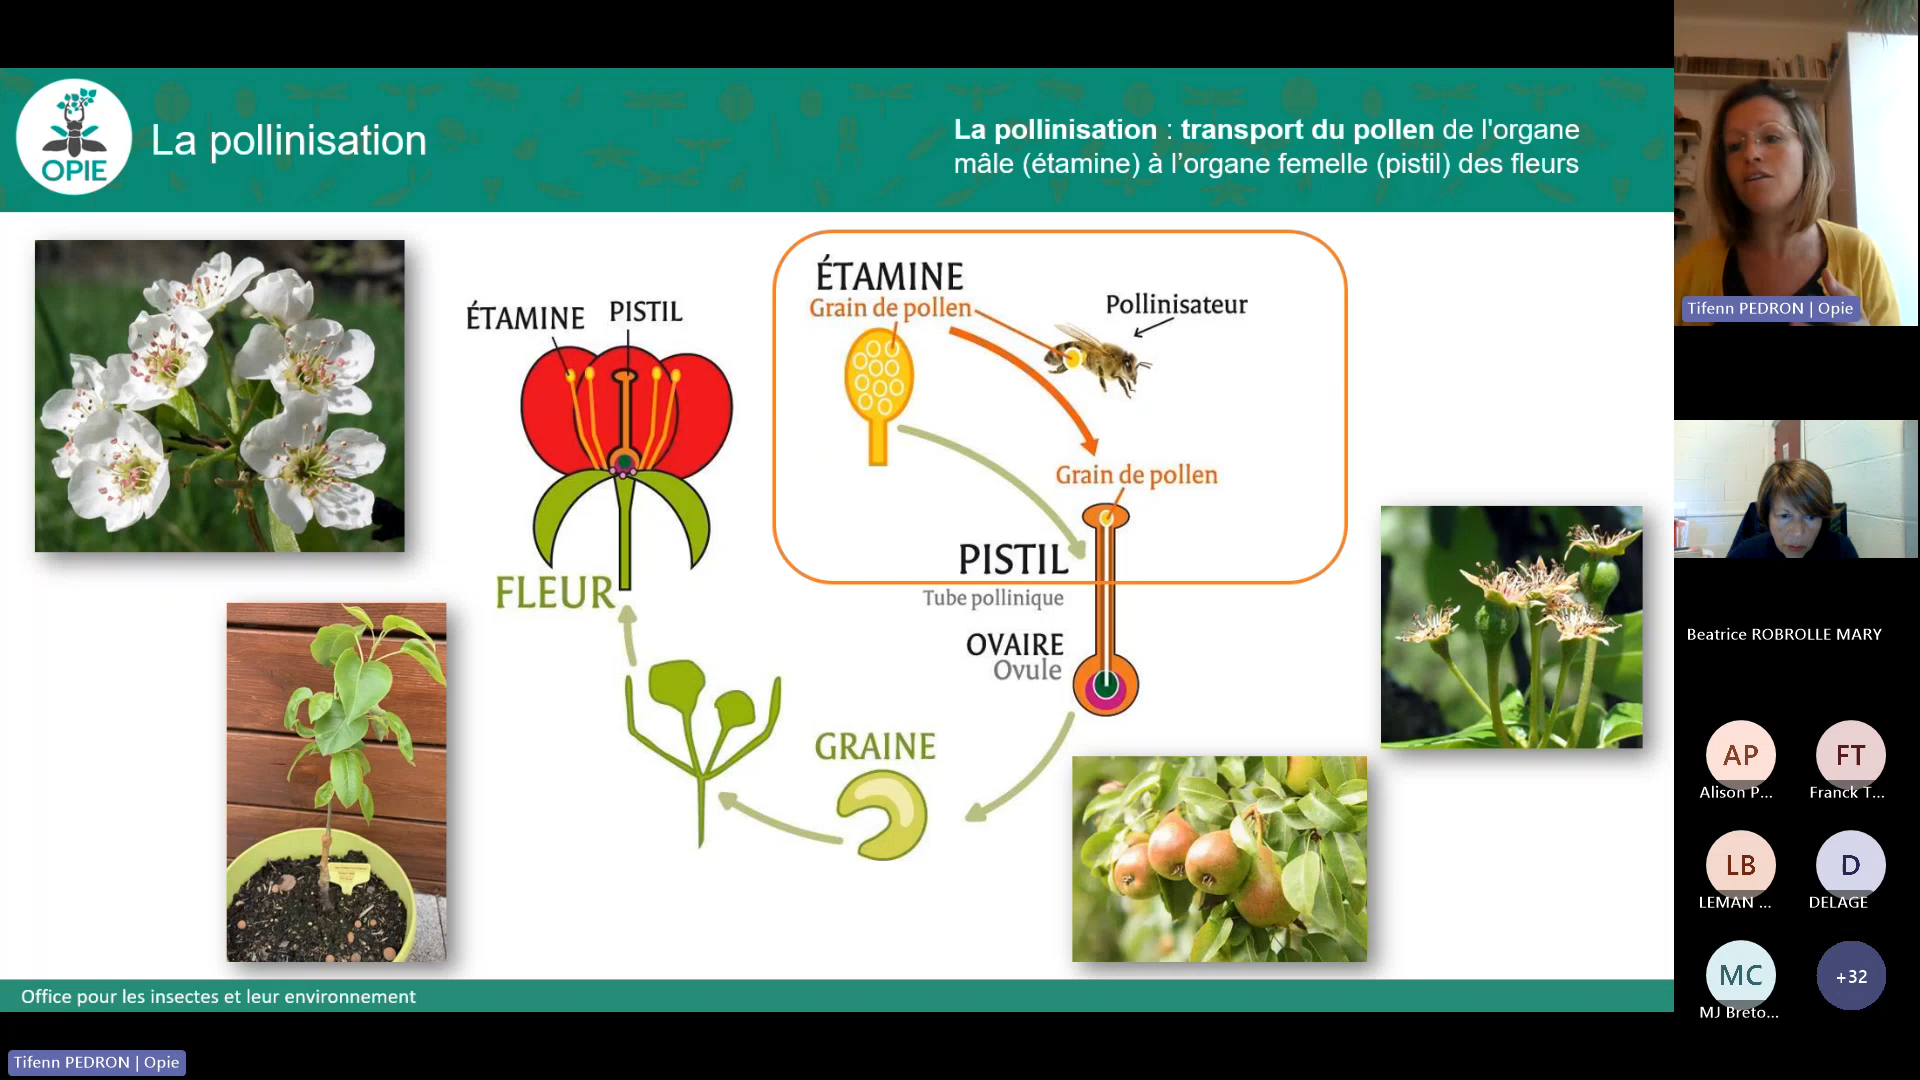 OPIE
La pollinisation
La pollinisation : transport du pollen de l'organe
mâle (étamine) à l’organe femelle (pistil) des fleurs
ÉTAMINE
PISTIL
FLEUR
ÉTAMINE
Grain de pollen
Pollinisateur
Grain de pollen
PISTIL
Tube pollinique
OVAIRE
Ovule
GRAINE
Office pour les insectes et leur environnement
Tifenn PEDRON | Opie
Tifenn PEDRON | Opie
Beatrice ROBROLLE MARY
AP
Alison P...
FT
Franck T...
LB
LEMAN ...
D
DELAGE
MC
MJ Breto...
+32